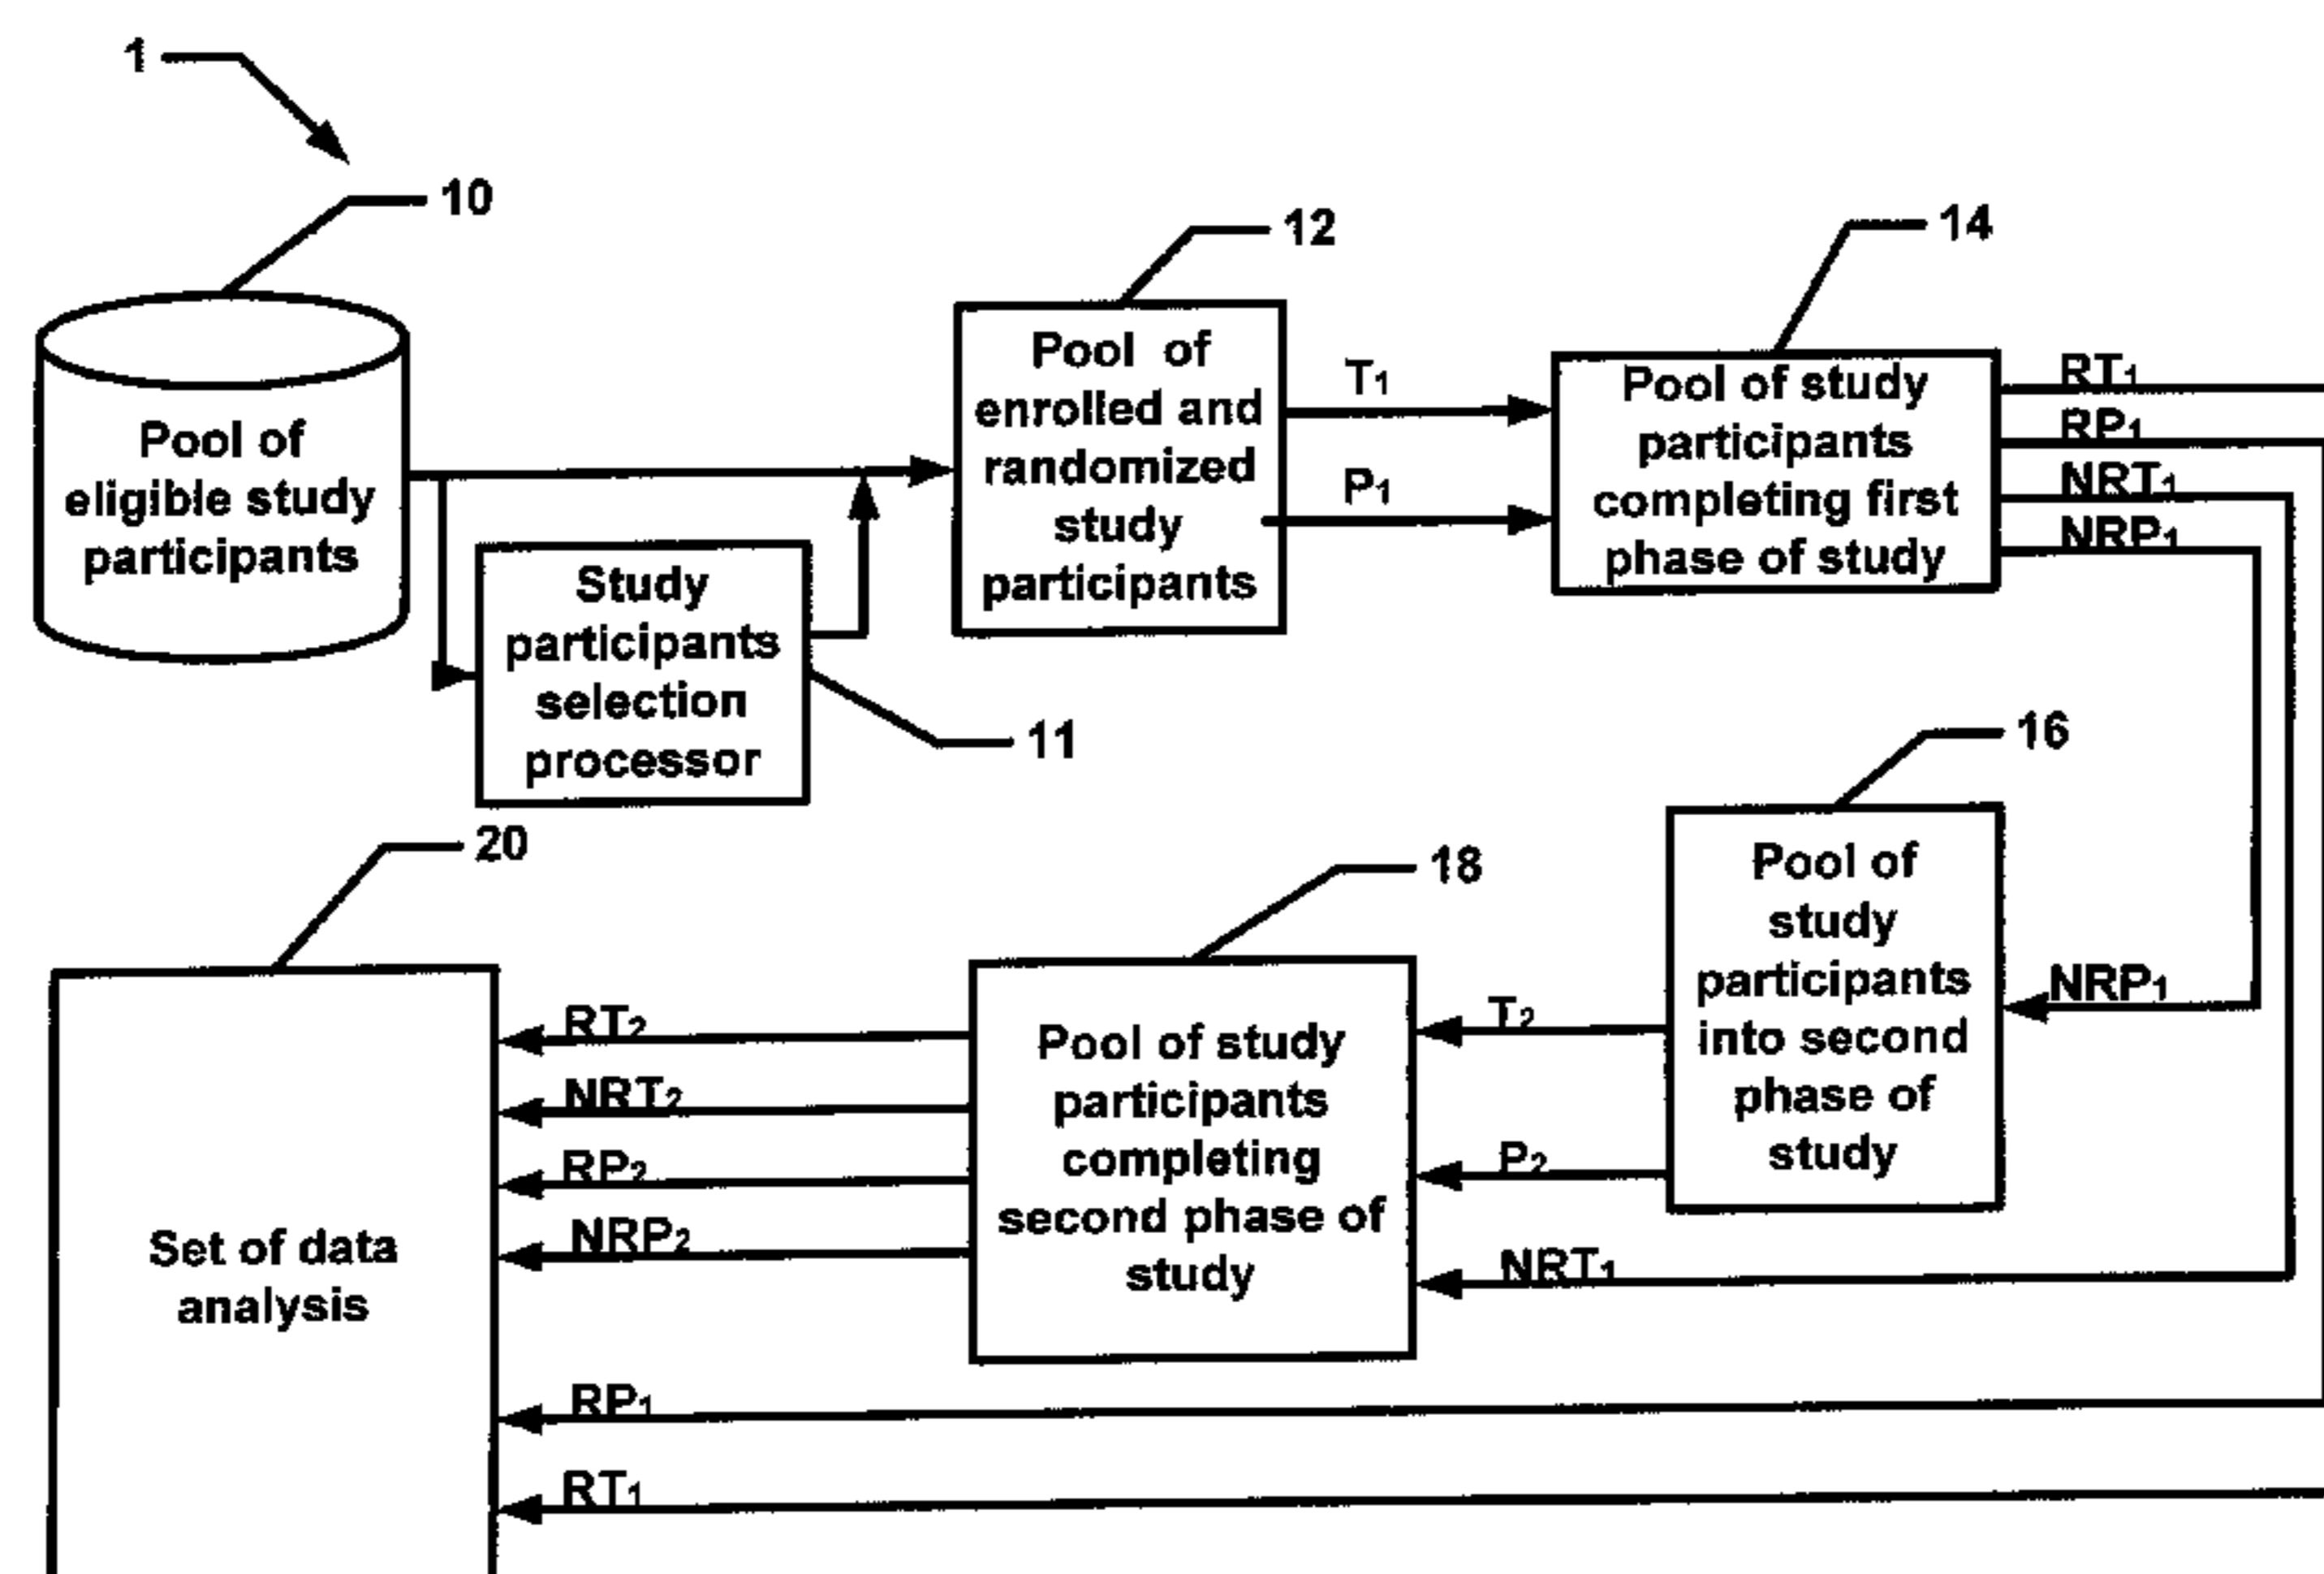 1
10
12
14
Pool of
eligible study
participants
Pool of
enrolled and
randomized
study
participants
T1
P1
Pool of study
participants
completing first
phase of study
RT1
RP1
NRT1
NRP1
Study
participants
selection
processor
11
16
20
18
Pool of
study
participants
into second
phase of
study
NRP1
T2
P2
NRT1
Pool of study
participants
completing
second phase of
study
RT2
NRT2
RP2
NRP2
RP1
RT1
Set of data
analysis